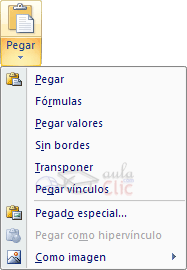 Pegar
Pegar
Fórmulas
Pegar valores
Sin bordes
Transponer
Pegar vínculos
Pegado especial...
Pegar como hipervínculo
Como imagen
aula
clic